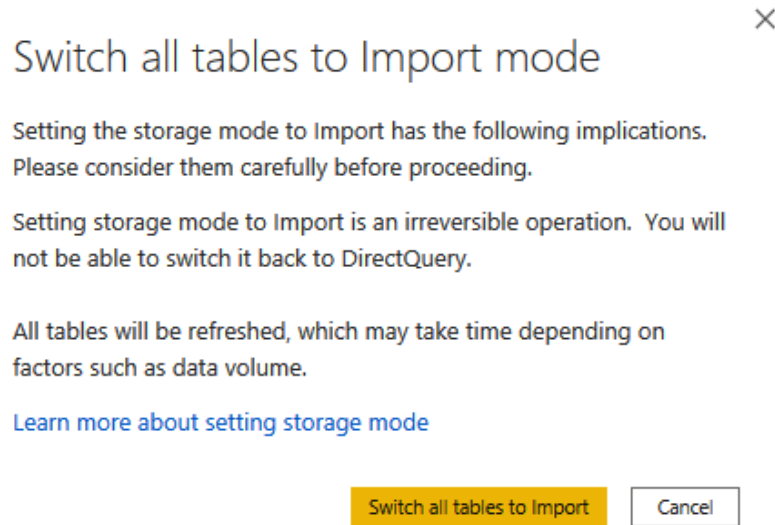 Switch all tables to Import mode
Setting the storage mode to Import has the following implications.
Please consider them carefully before proceeding.
Setting storage mode to Import is an irreversible operation.  You will
not be able to switch it back to DirectQuery.
All tables will be refreshed, which may take time depending on
factors such as data volume.
Learn more about setting storage mode
Switch all tables to Import
Cancel